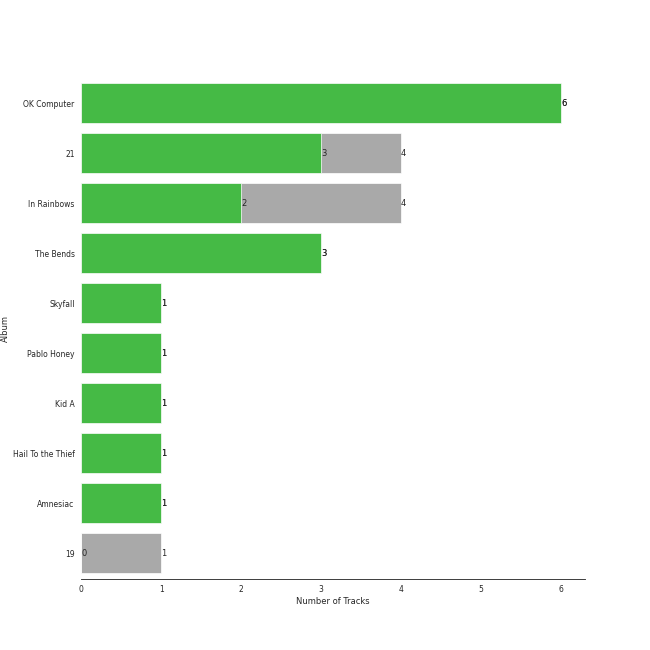 OK Computer 6
21 3 4
In Rainbows 2 4
The Bends 3
Skyfall 1
Pablo Honey 1
Kid A 1
Hail To the Thief 1
Amnesiac 1
19 0 1
0 1 2 3 4 5 6
Number of Tracks
Album